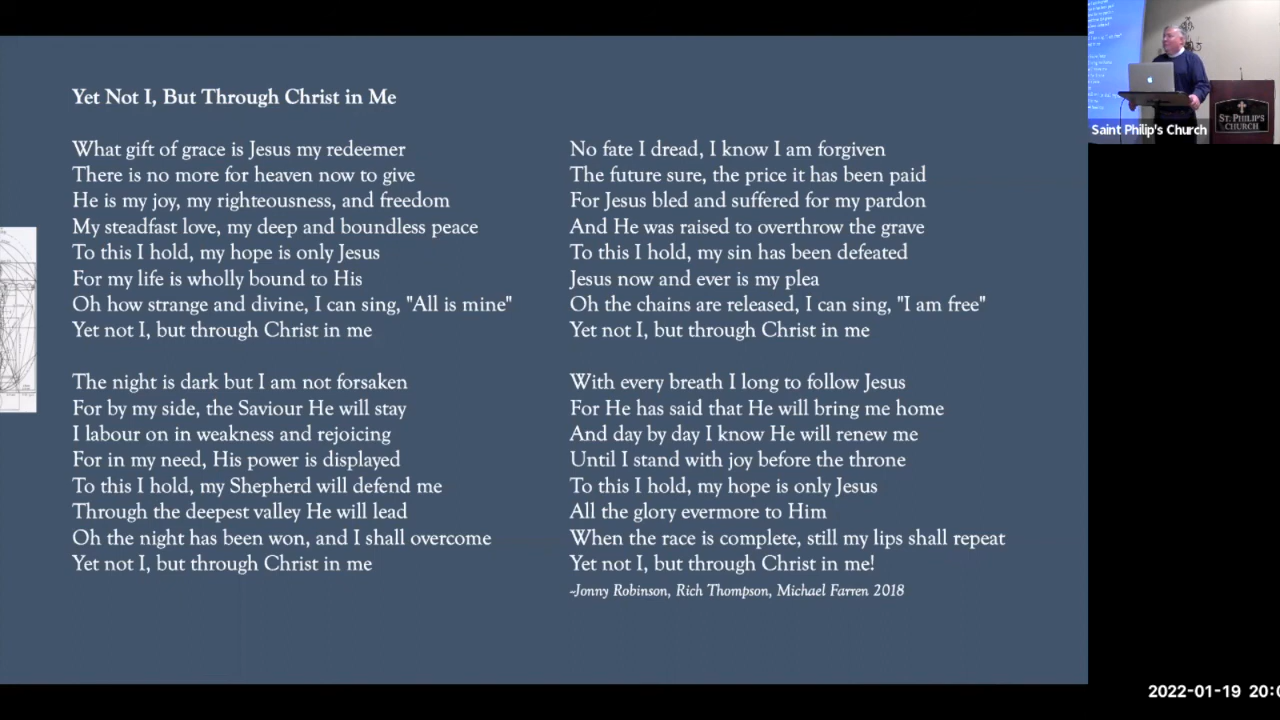 Yet Not I, But Through Christ in Me
What gift of grace is Jesus my redeemer
There is no more for heaven now to give
He is my joy, my righteousness, and freedom
My steadfast love, my deep and boundless peace
To this I hold, my hope is only Jesus
For my life is wholly bound to His
Oh how strange and divine, I can sing, "All is mine"
Yet not I, but through Christ in me
The night is dark but I am not forsaken
For by my side, the Saviour He will stay
I labour on in weakness and rejoicing
For in my need, His power is displayed
To this I hold, my Shepherd will defend me
Through the deepest valley He will lead
Oh the night has been won, and I shall overcome
Yet not I, but through Christ in me
No fate I dread, I know I am forgiven
The future sure, the price it has been paid
For Jesus bled and suffered for my pardon
And He was raised to overthrow the grave
To this I hold, my sin has been defeated
Jesus now and ever is my plea
Oh the chains are released, I can sing, "I am free"
Yet not I, but through Christ in me
With every breath I long to follow Jesus
For He has said that He will bring me home
And day by day I know He will renew me
Until I stand with joy before the throne
To this I hold, my hope is only Jesus
All the glory evermore to Him
When the race is complete, still my lips shall repeat
Yet not I, but through Christ in me!
~Jonny Robinson, Rich Thompson, Michael Farren 2018
Saint Philip's Church
ST. PHILIP'S
CHURCH
2022-01-19 20:0